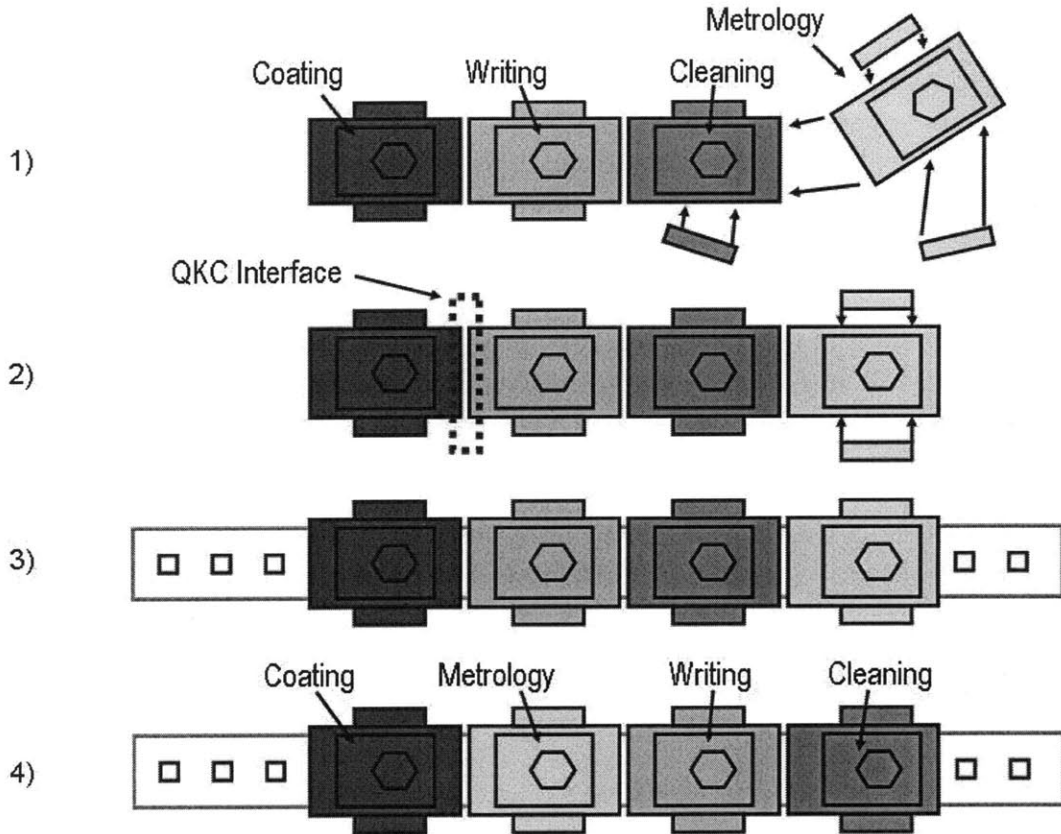 Metrology
Coating
Writing
Cleaning
1)
QKC Interface
2)
3)
Coating
Metrology
Writing
Cleaning
4)